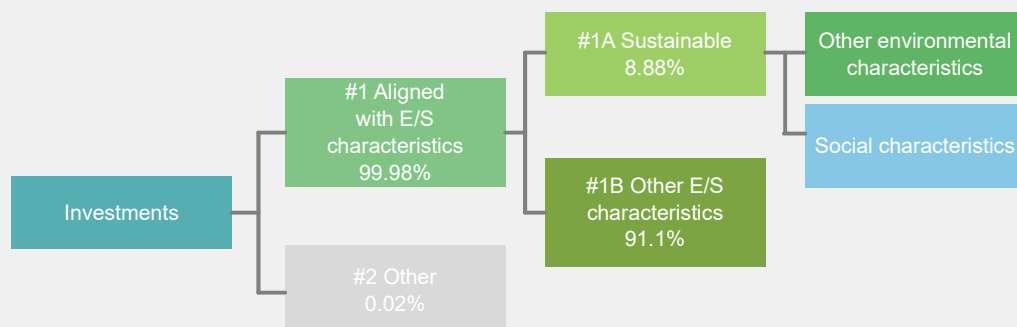 Investments
#1 Aligned
with E/S
characteristics
99.98%
#2 Other
0.02%
#1A Sustainable
8.88%
#1B Other E/S
characteristics
91.1%
Other environmental
characteristics
Social characteristics